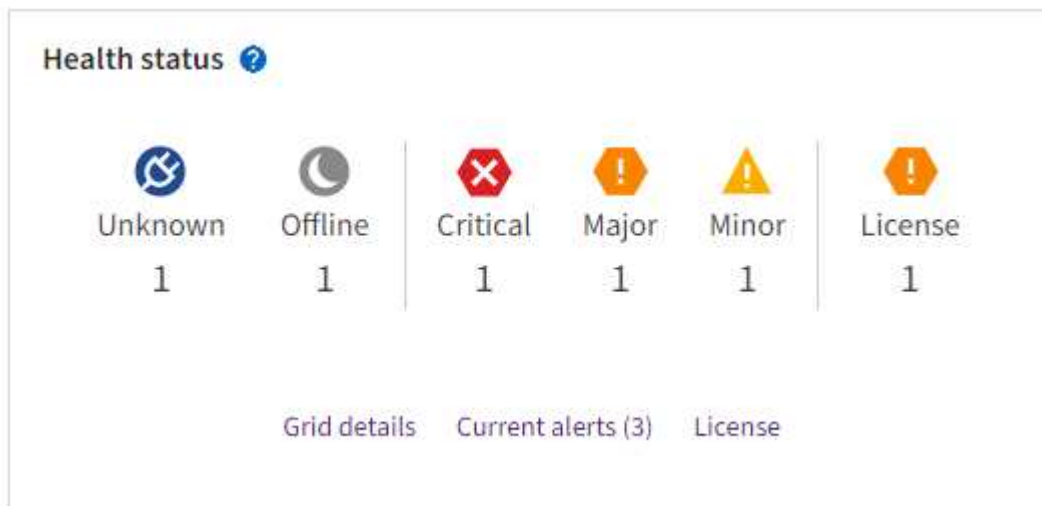 Health status ?
Unknown Offline Critical Major Minor License
1 1 1 1 1 1
Grid details Current alerts (3) License